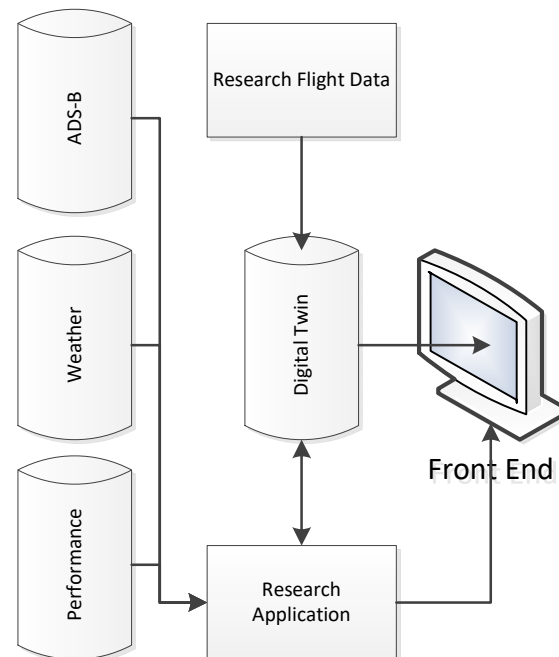 ADS-B
Research Flight Data
Weather
Digital Twin
Front End
Performance
Research
Application